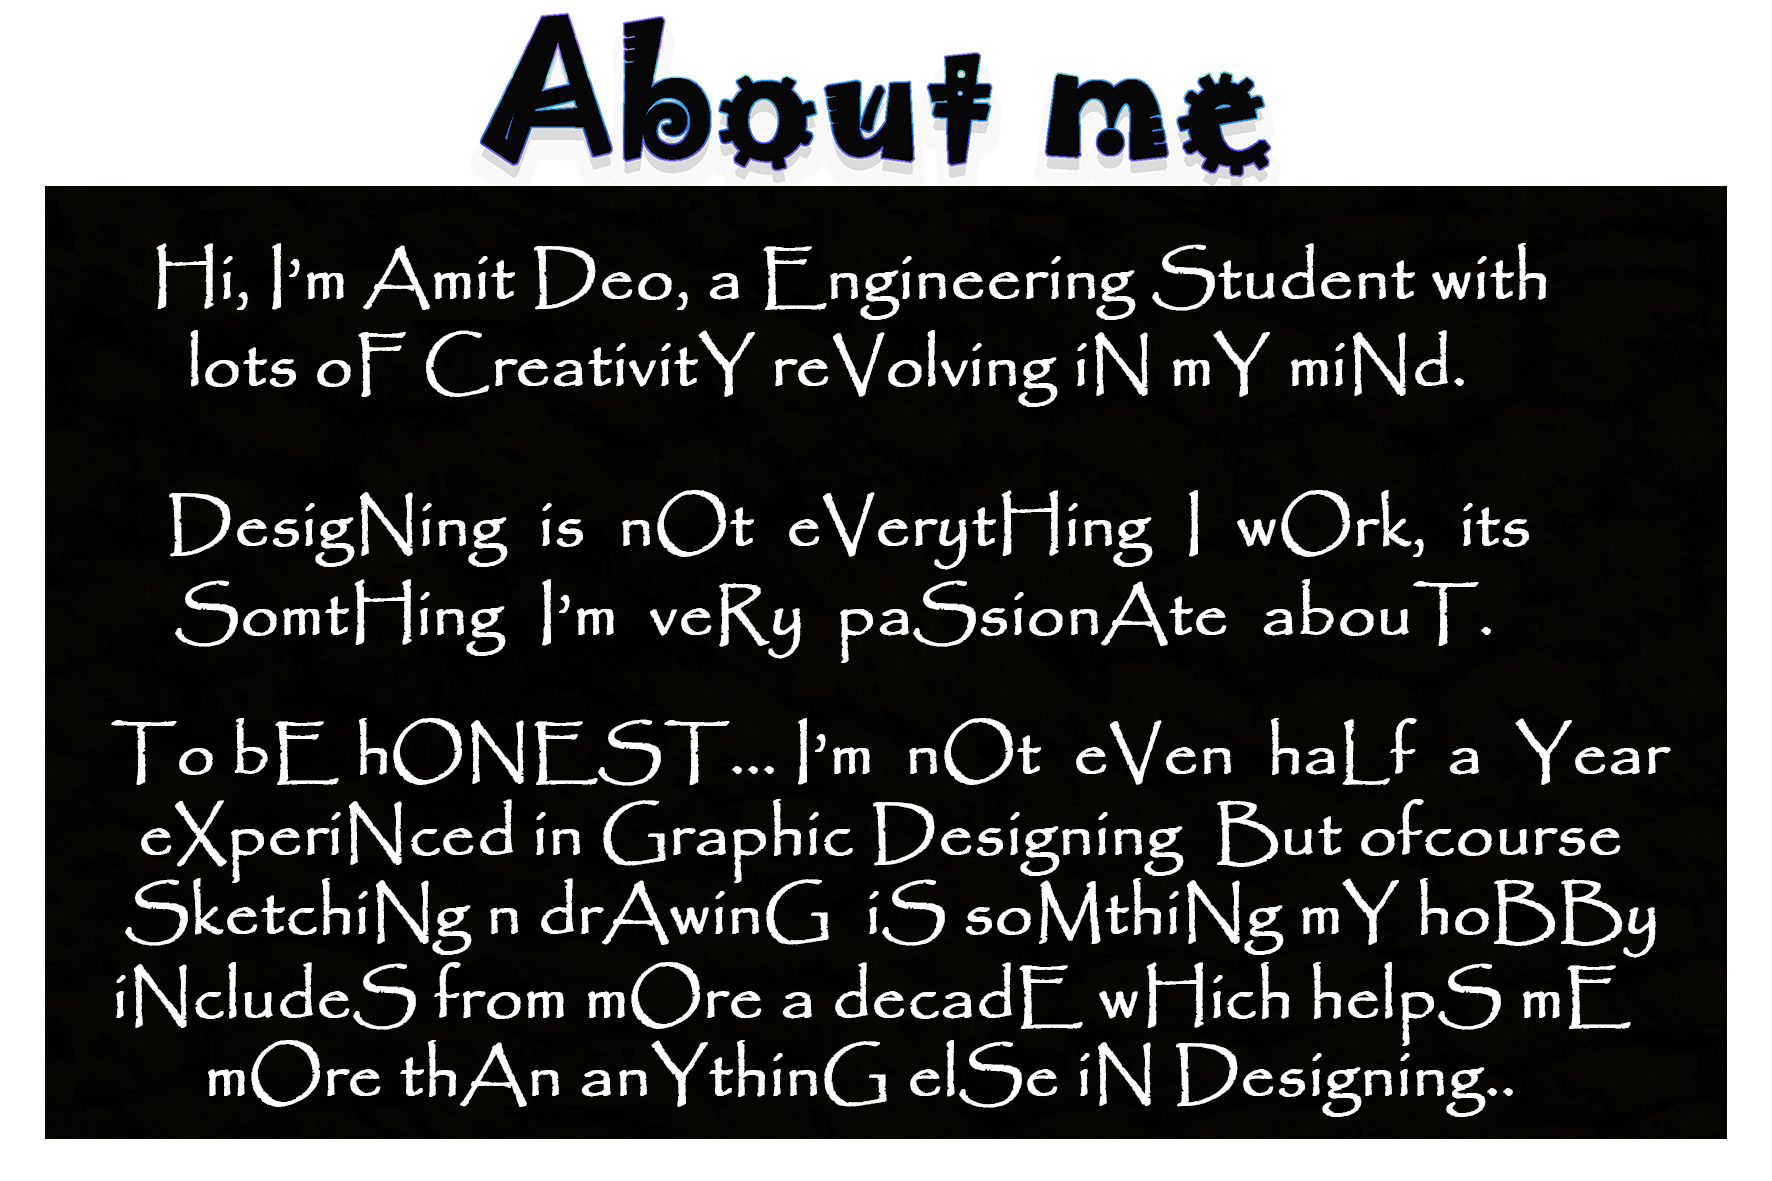 About me
Hi, I'm Amit Deo, a Engineering Student with
lots oF CreativitY reVolving iN mY miNd.
DesigNing is nOt eVerytHing I wOrk, its
SomtHing I'm veRy paSsionAte abouT.
To bE hONEST... I'm nOt eVen haLf a Year
eXperiNced in Graphic Designing But ofcourse
SketchiNg n drAwinG iS soMthiNg mY hoBBy
iNcludeS from mOre a decadE wHich helpS mE
mOre thAn anYthinG elSe iN Designing..